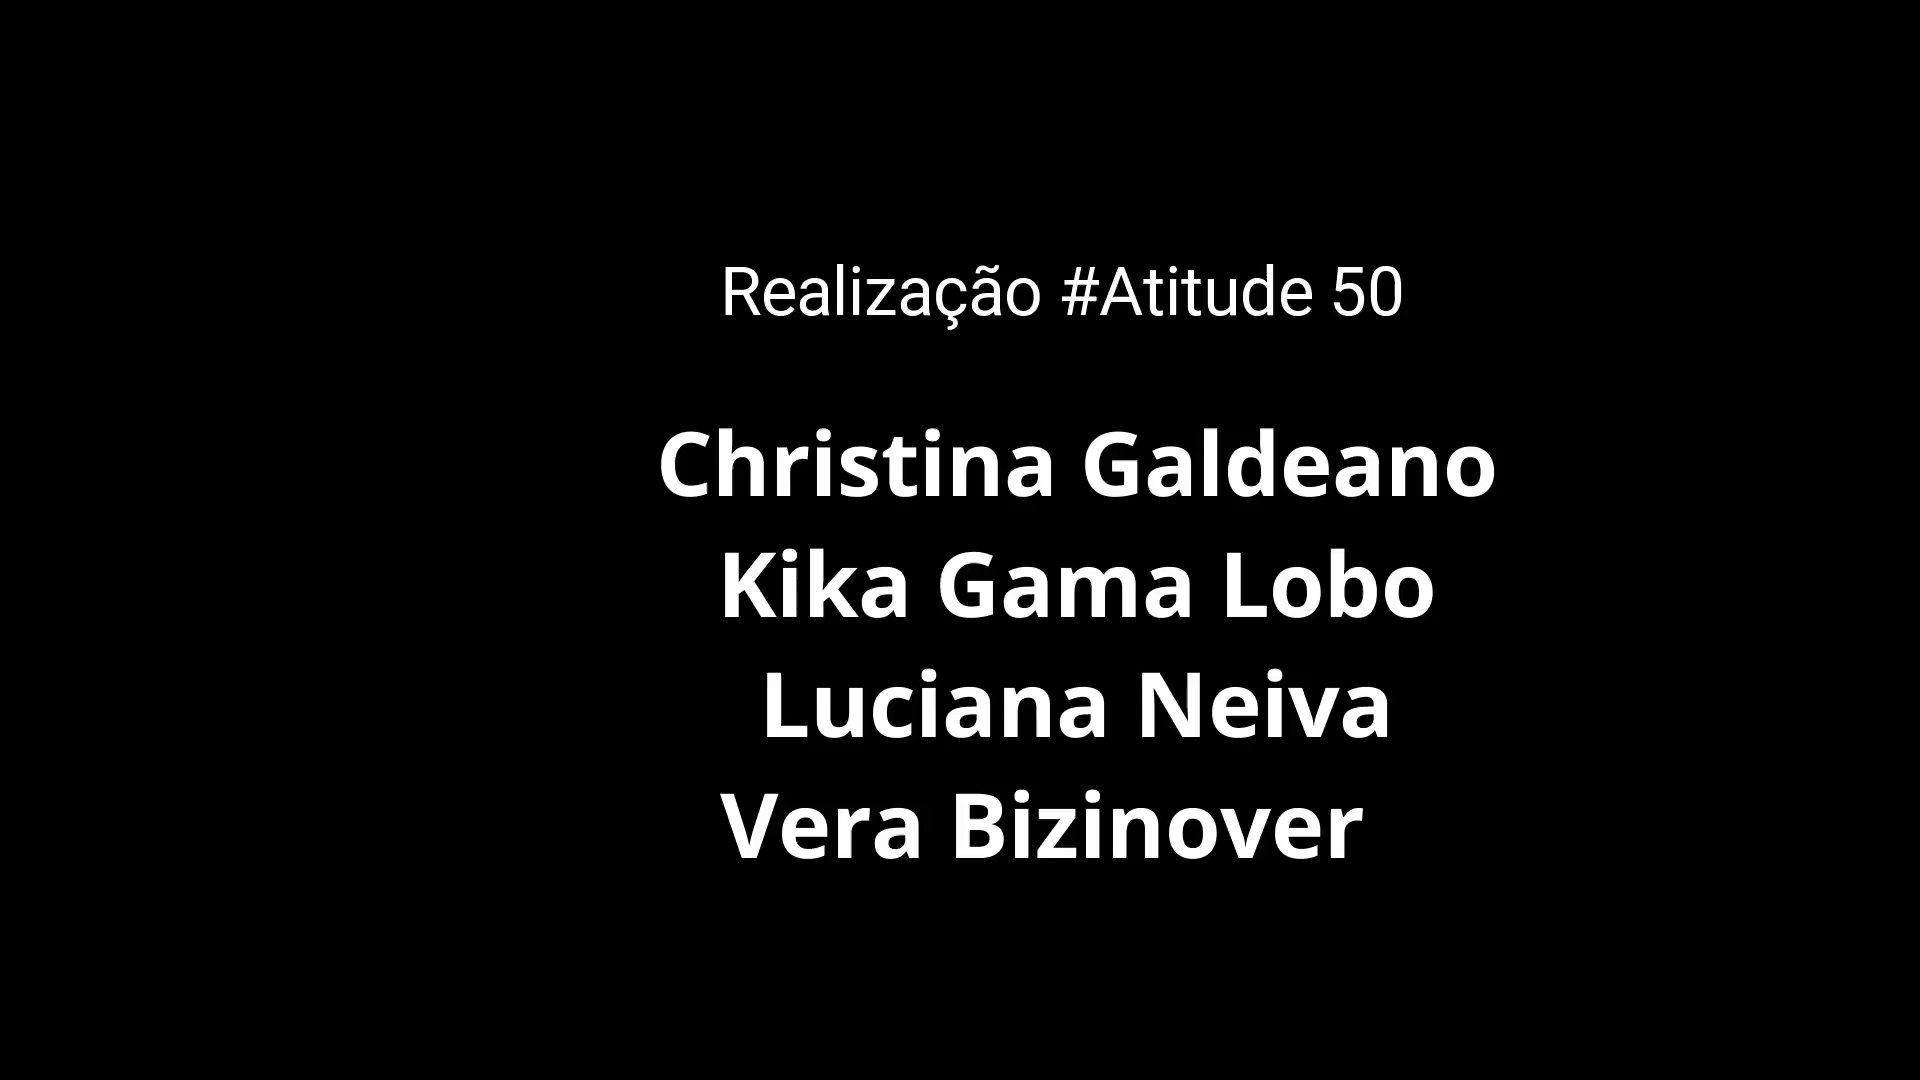 Realização #Atitude 50
Christina Galdeano
Kika Gama Lobo
Luciana Neiva
Vera Bizinover